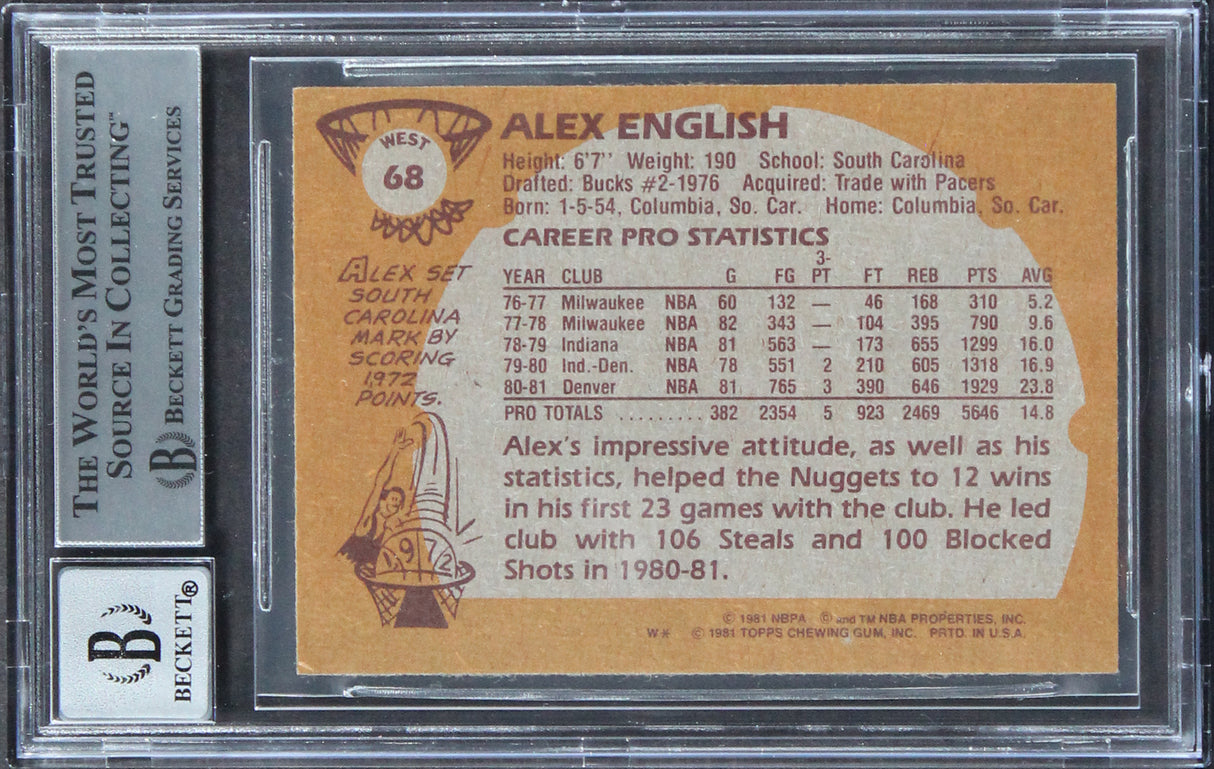 THE WORLD'S MOST TRUSTED
SOURCE IN COLLECTING™
B BECKETT GRADING SERVICES
B BECKETT®
WEST
68
ALEX ENGLISH
Height: 6'7'' Weight: 190 School: South Carolina
Drafted: Bucks #2-1976 Acquired: Trade with Pacers
Born: 1-5-54, Columbia, So. Car. Home: Columbia, So. Car.
CAREER PRO STATISTICS
YEAR CLUB G FG 3-PT FT REB PTS AVG
76-77 Milwaukee NBA 60 132 — 46 168 310 5.2
77-78 Milwaukee NBA 82 343 — 104 395 790 9.6
78-79 Indiana NBA 81 563 — 173 655 1299 16.0
79-80 Ind.-Den. NBA 78 551 2 210 605 1318 16.9
80-81 Denver NBA 81 765 3 390 646 1929 23.8
PRO TOTALS ......... 382 2354 5 923 2469 5646 14.8
ALEX SET
SOUTH
CAROLINA
MARK BY
SCORING
1972
POINTS.
1972
Alex's impressive attitude, as well as his
statistics, helped the Nuggets to 12 wins
in his first 23 games with the club. He led
club with 106 Steals and 100 Blocked
Shots in 1980-81.
© 1981 NBPA © and TM NBA PROPERTIES, INC.
W* © 1981 TOPPS CHEWING GUM, INC. PRTD. IN U.S.A.